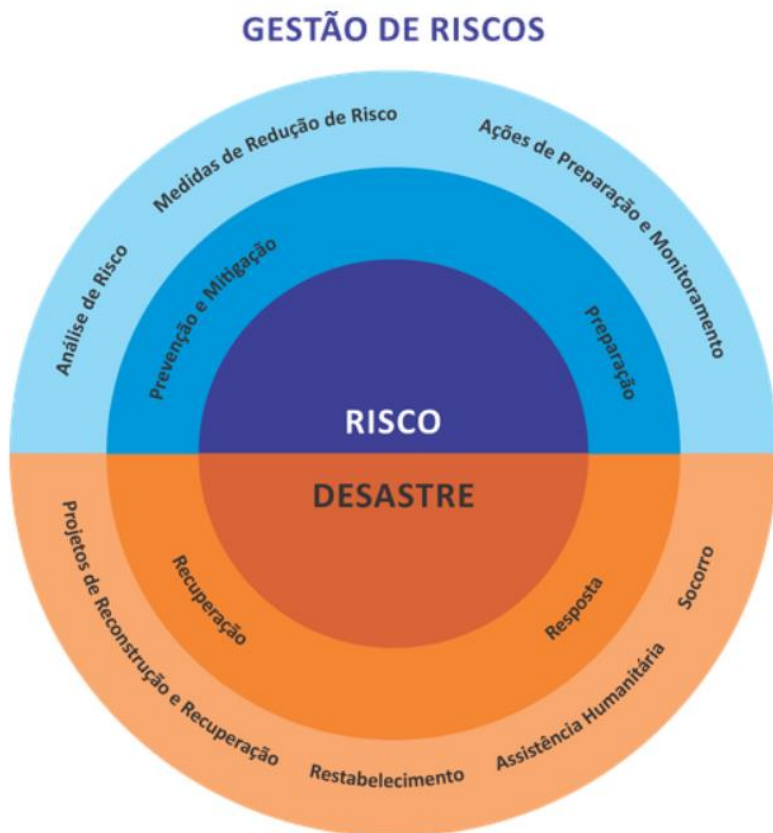 GESTÃO DE RISCOS
Análise de Risco
Medidas de Redução de Risco
Ações de Preparação e Monitoramento
Prevenção e Mitigação
Preparação
RISCO
DESASTRE
Recuperação
Resposta
Projetos de Reconstrução e Recuperação
Restabelecimento
Assistência Humanitária
Socorro